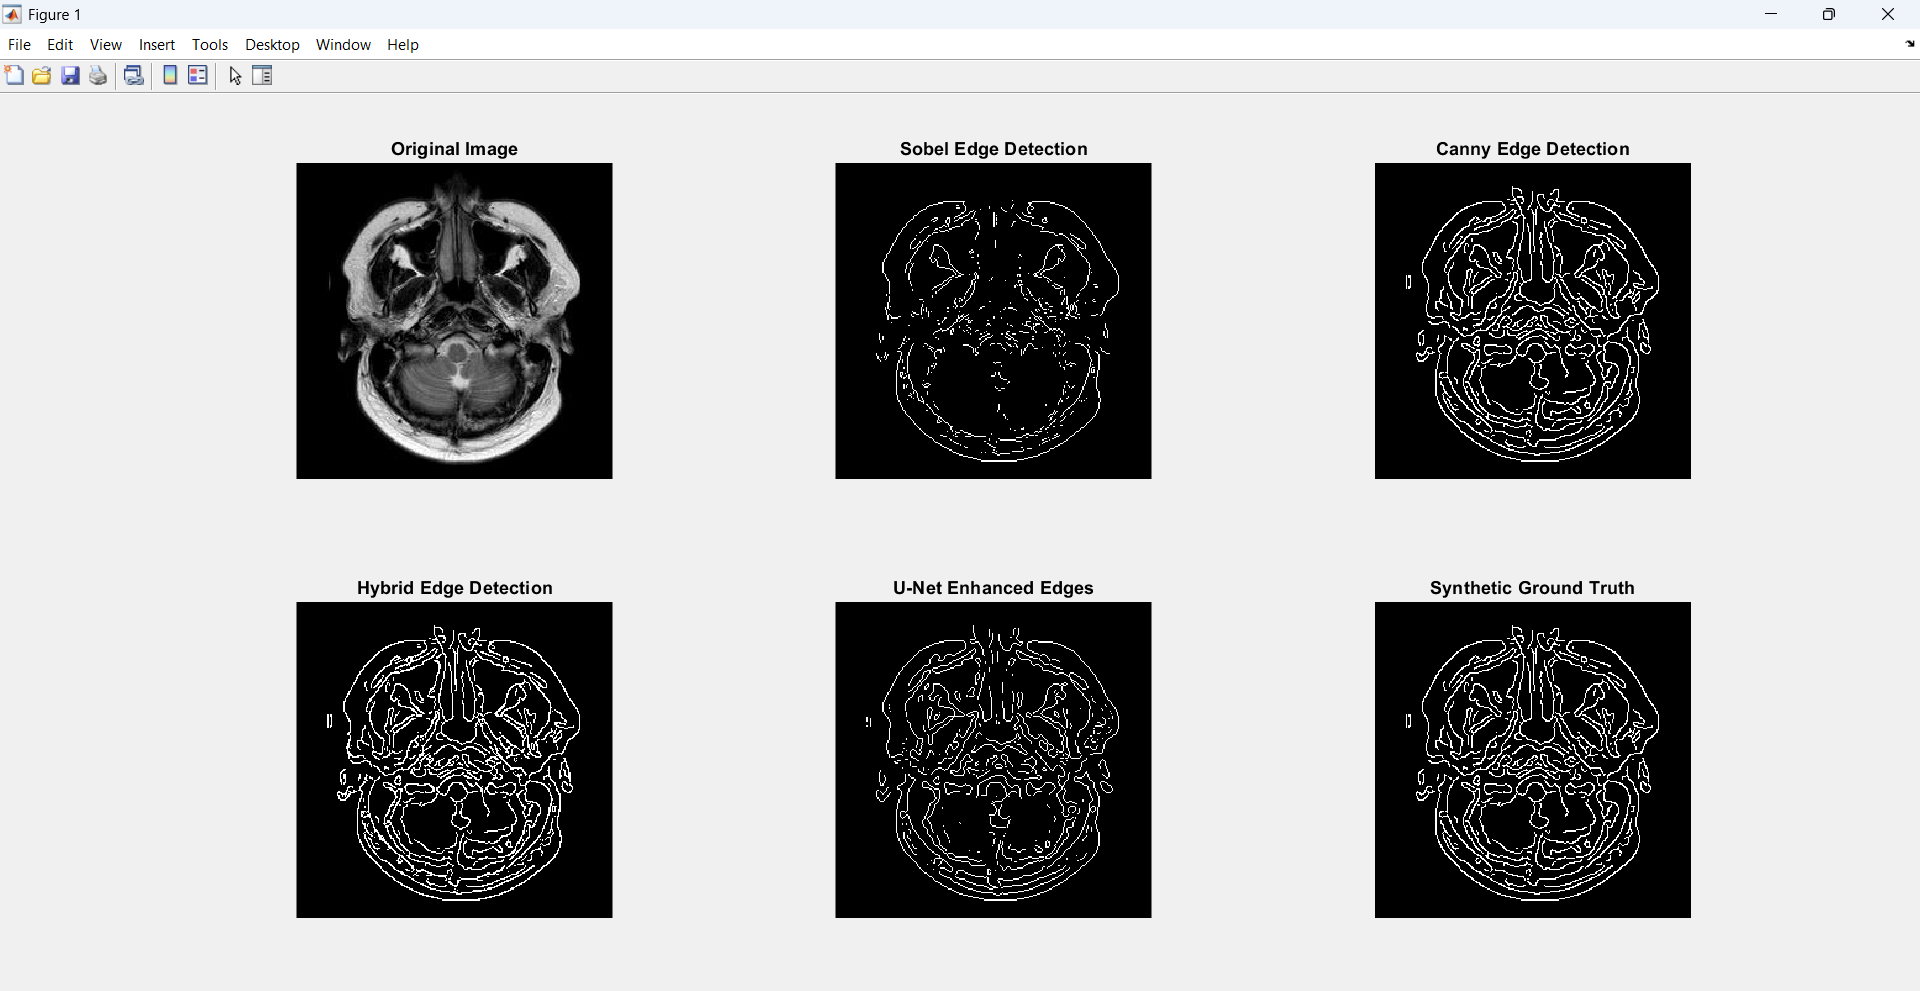 Figure 1
File Edit View Insert Tools Desktop Window Help
Original Image
Sobel Edge Detection
Canny Edge Detection
Hybrid Edge Detection
U-Net Enhanced Edges
Synthetic Ground Truth